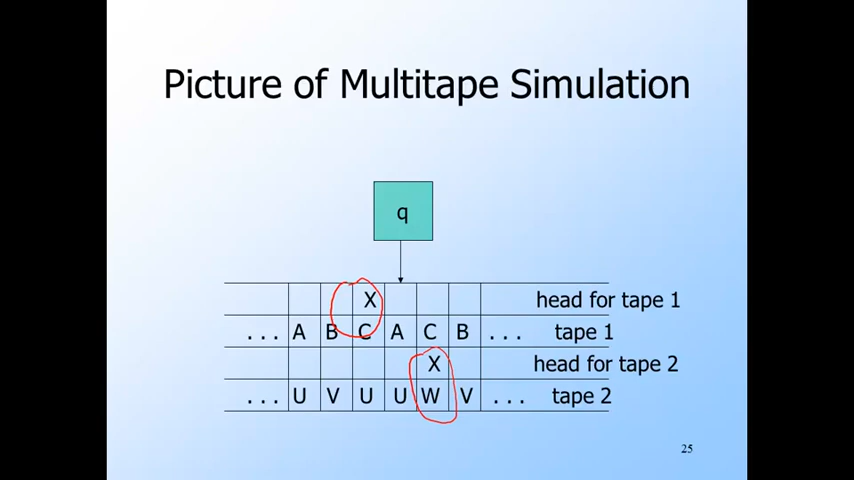 Picture of Multitape Simulation
q
X head for tape 1
. . . A B C A C B . . . tape 1
X head for tape 2
. . . U V U U W V . . . tape 2
25